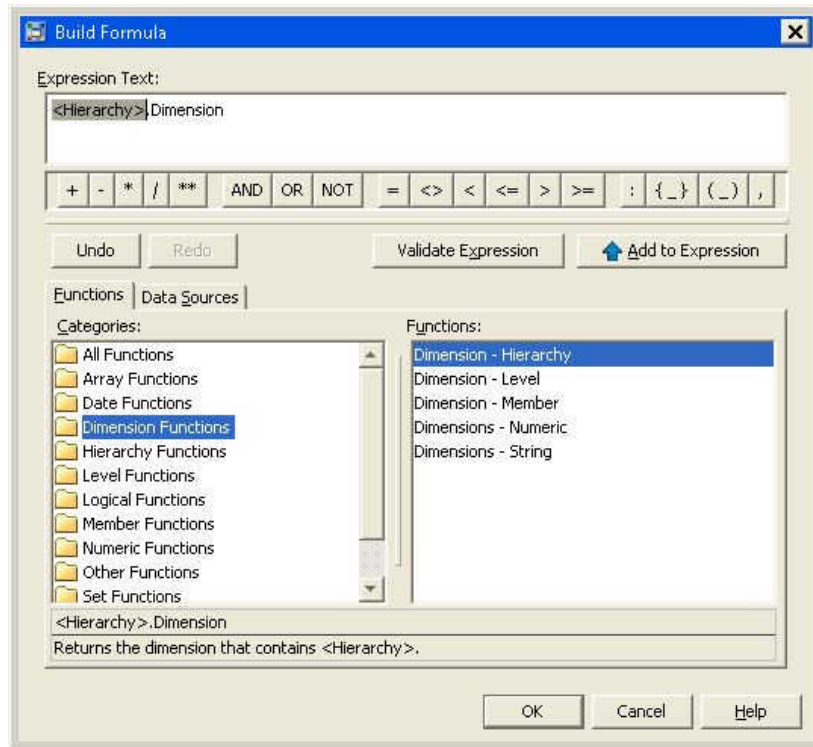 Build Formula
Expression Text:
<Hierarchy>.Dimension
+ - * / ** AND OR NOT = <> < <= > >= : {_} (_) ,
Undo Redo Validate Expression Add to Expression
Functions Data Sources
Categories: Functions:
All Functions Dimension - Hierarchy
Array Functions Dimension - Level
Date Functions Dimension - Member
Dimension Functions Dimensions - Numeric
Hierarchy Functions Dimensions - String
Level Functions
Logical Functions
Member Functions
Numeric Functions
Other Functions
Set Functions
<Hierarchy>.Dimension
Returns the dimension that contains <Hierarchy>.
OK Cancel Help